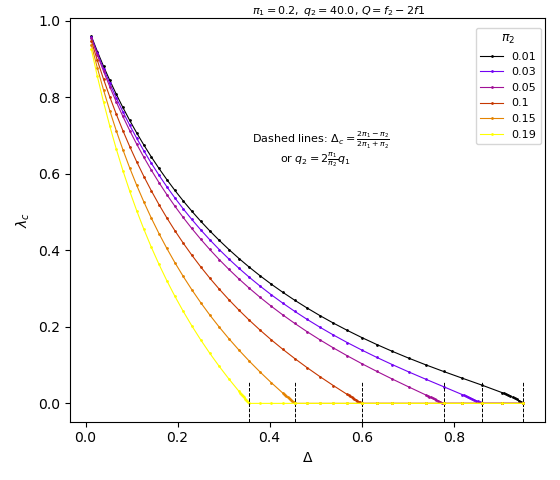 π₁ = 0.2, q₂ = 40.0, Q = f₂ − 2f1
π₂
0.01
0.03
0.05
0.1
0.15
0.19
Dashed lines: Δ_c = (2π₁−π₂)/(2π₁+π₂)
or q₂ = 2(π₁/π₂)q₁
λ_c
1.0
0.8
0.6
0.4
0.2
0.0
0.0 0.2 0.4 0.6 0.8
Δ